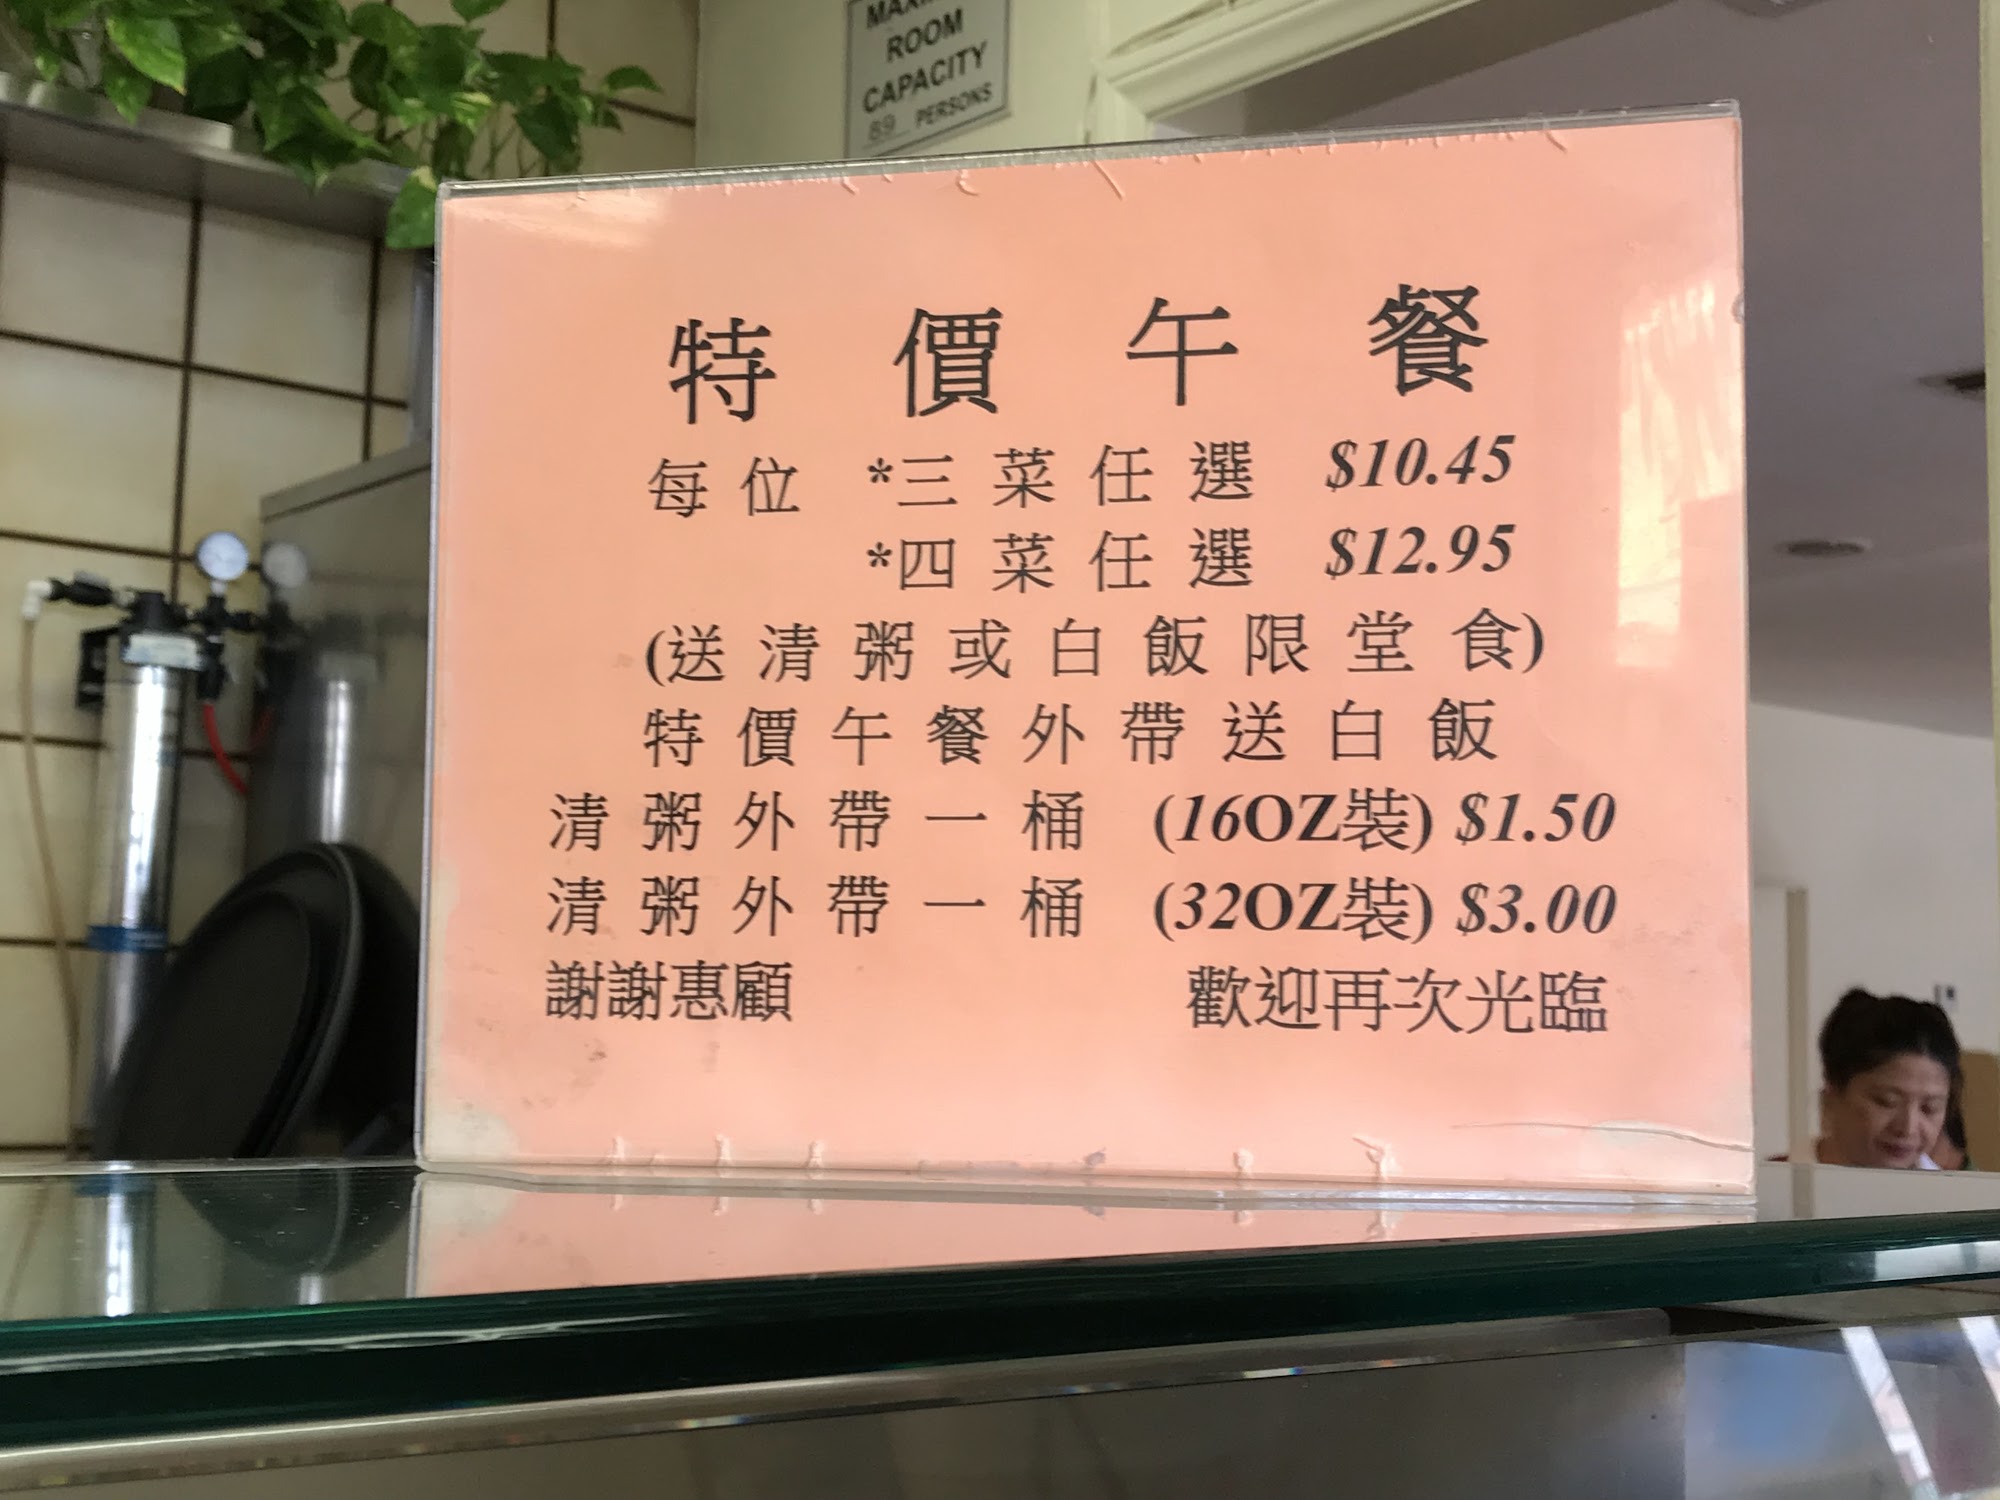 ROOM
CAPACITY
89 PERSONS
特價午餐
每位 *三菜任選 $10.45
*四菜任選 $12.95
(送清粥或白飯限堂食)
特價午餐外帶送白飯
清粥外帶一桶 (16OZ裝) $1.50
清粥外帶一桶 (32OZ裝) $3.00
謝謝惠顧 歡迎再次光臨